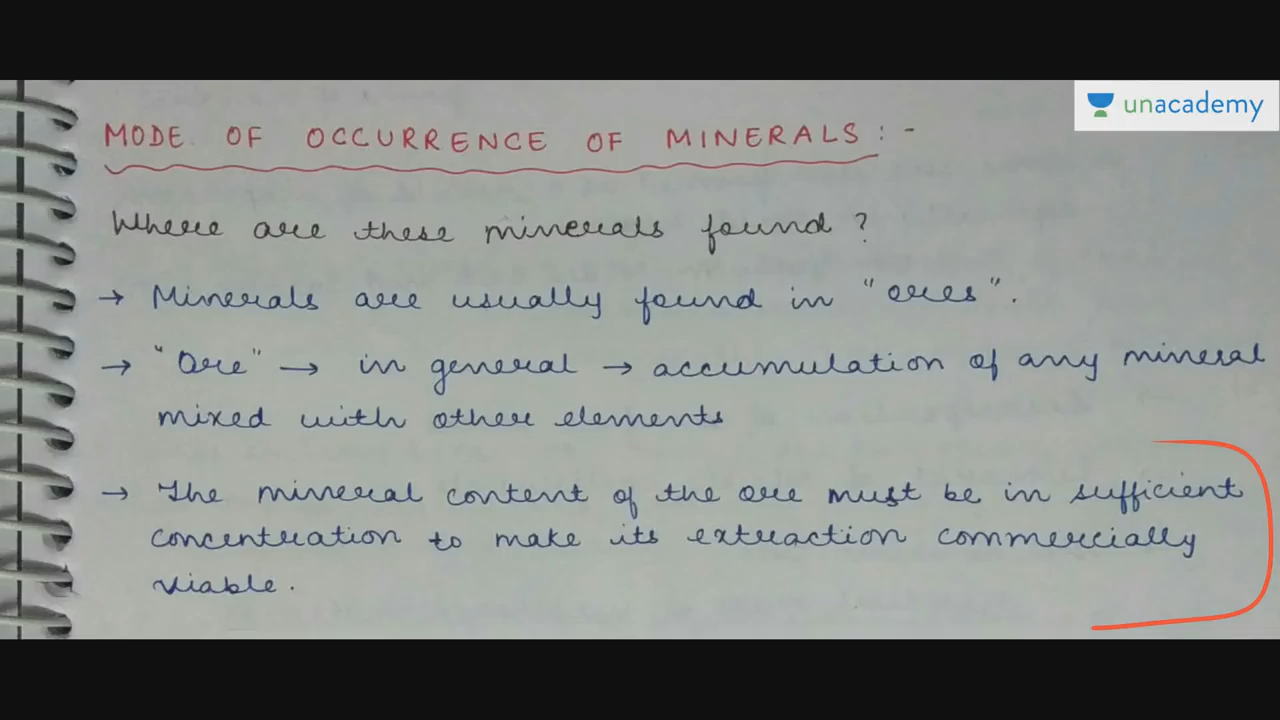 unacademy
MODE OF OCCURRENCE OF MINERALS : -
Where are these minerals found ?
→ Minerals are usually found in "ores".
→ "Ore" → in general → accumulation of any mineral
mixed with other elements
→ The mineral content of the ore must be in sufficient
concentration to make its extraction commercially
viable.